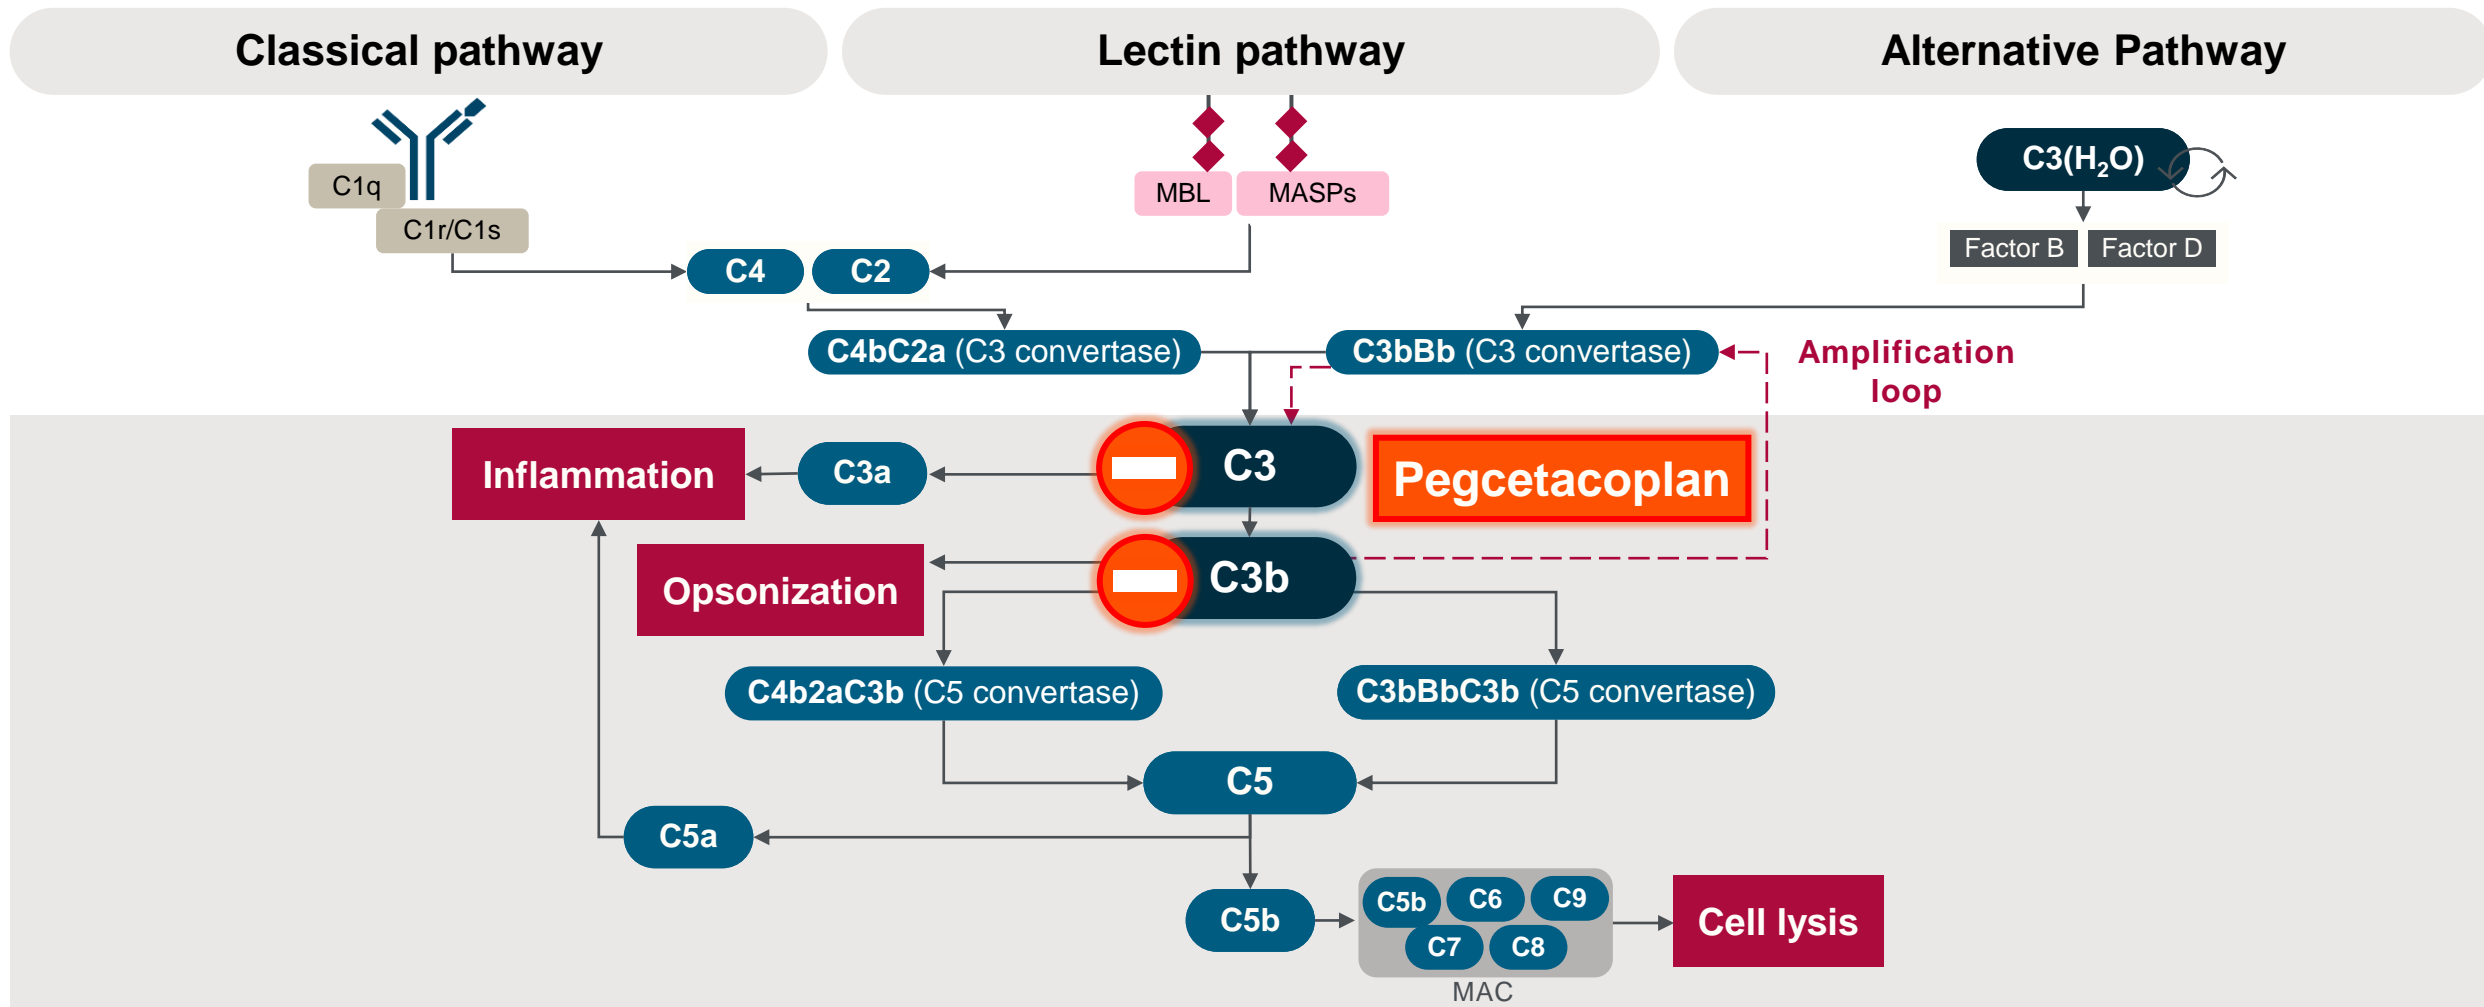 Classical pathway
Lectin pathway
Alternative Pathway
C1q
C1r/C1s
MBL
MASPs
C3(H₂O)
Factor B
Factor D
C4
C2
C4bC2a (C3 convertase)
C3bBb (C3 convertase)
Amplification
loop
Inflammation
C3a
C3
Pegcetacoplan
Opsonization
C3b
C4b2aC3b (C5 convertase)
C3bBbC3b (C5 convertase)
C5
C5a
C5b
C5b
C6
C9
C7
C8
MAC
Cell lysis